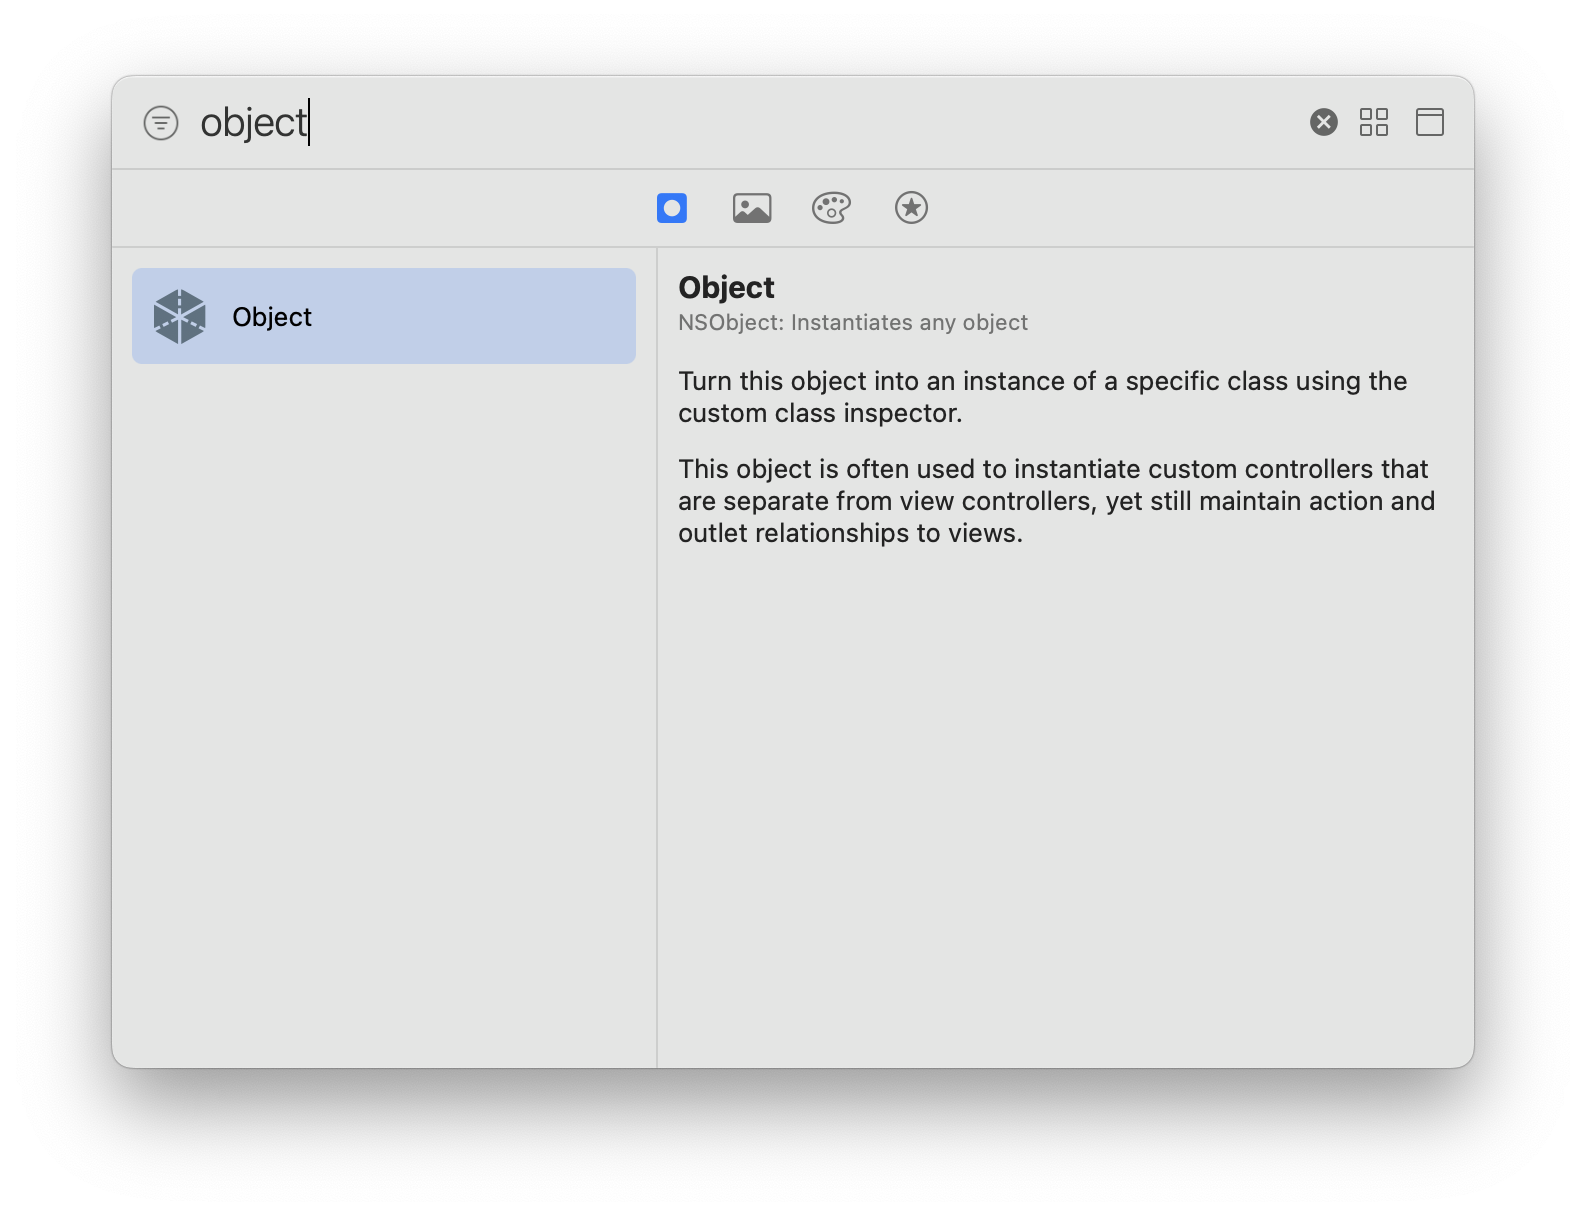 object
Object
Object
NSObject: Instantiates any object
Turn this object into an instance of a specific class using the
custom class inspector.
This object is often used to instantiate custom controllers that
are separate from view controllers, yet still maintain action and
outlet relationships to views.